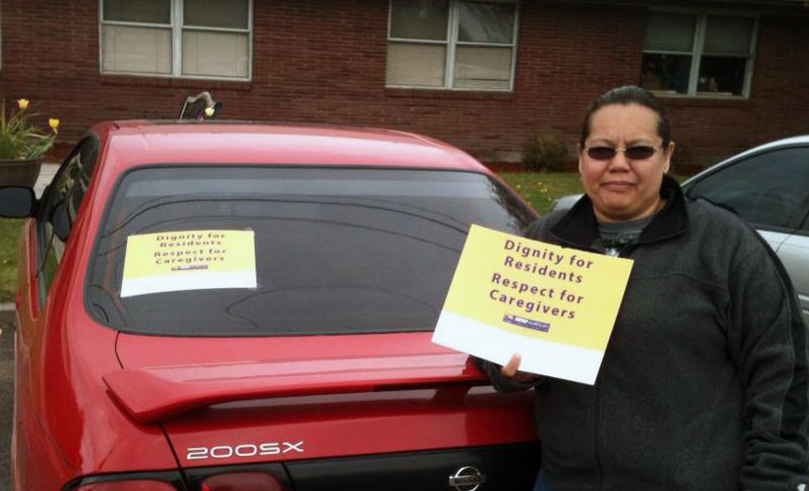 Dignity for
Residents
Respect for
Caregivers
Dignity for
Residents
Respect for
Caregivers
200SX